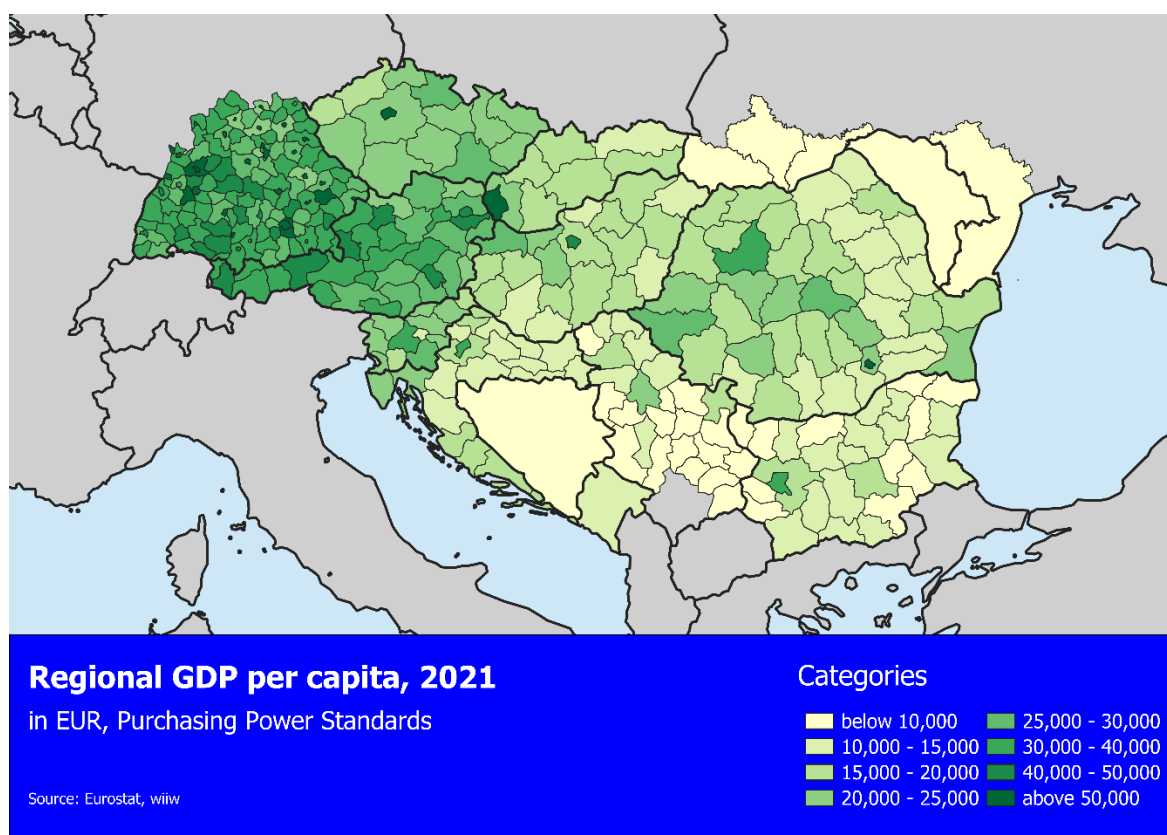 Regional GDP per capita, 2021
in EUR, Purchasing Power Standards
Source: Eurostat, wiiw
Categories
below 10,000
10,000 - 15,000
15,000 - 20,000
20,000 - 25,000
25,000 - 30,000
30,000 - 40,000
40,000 - 50,000
above 50,000